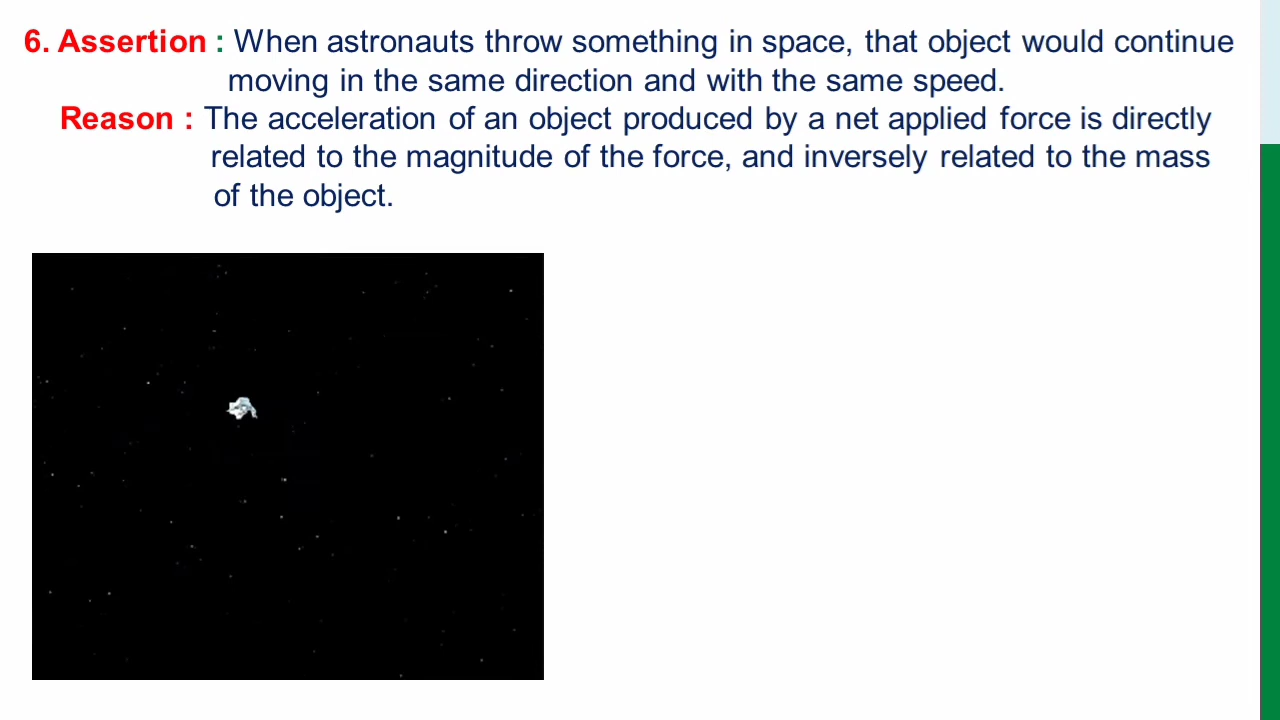 6. Assertion : When astronauts throw something in space, that object would continue
moving in the same direction and with the same speed.
Reason : The acceleration of an object produced by a net applied force is directly
related to the magnitude of the force, and inversely related to the mass
of the object.